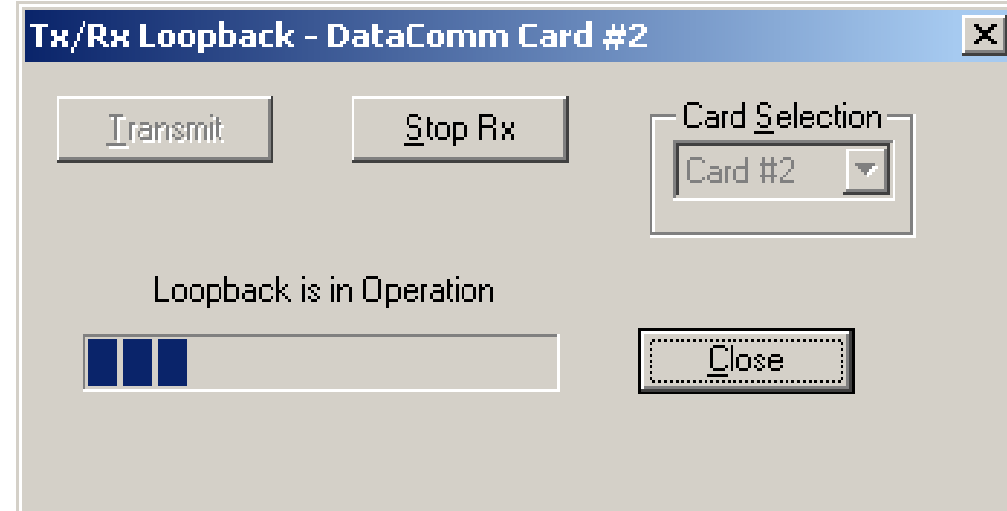 Tx/Rx Loopback - DataComm Card #2
Transmit
Stop Rx
Card Selection
Card #2
Loopback is in Operation
Close